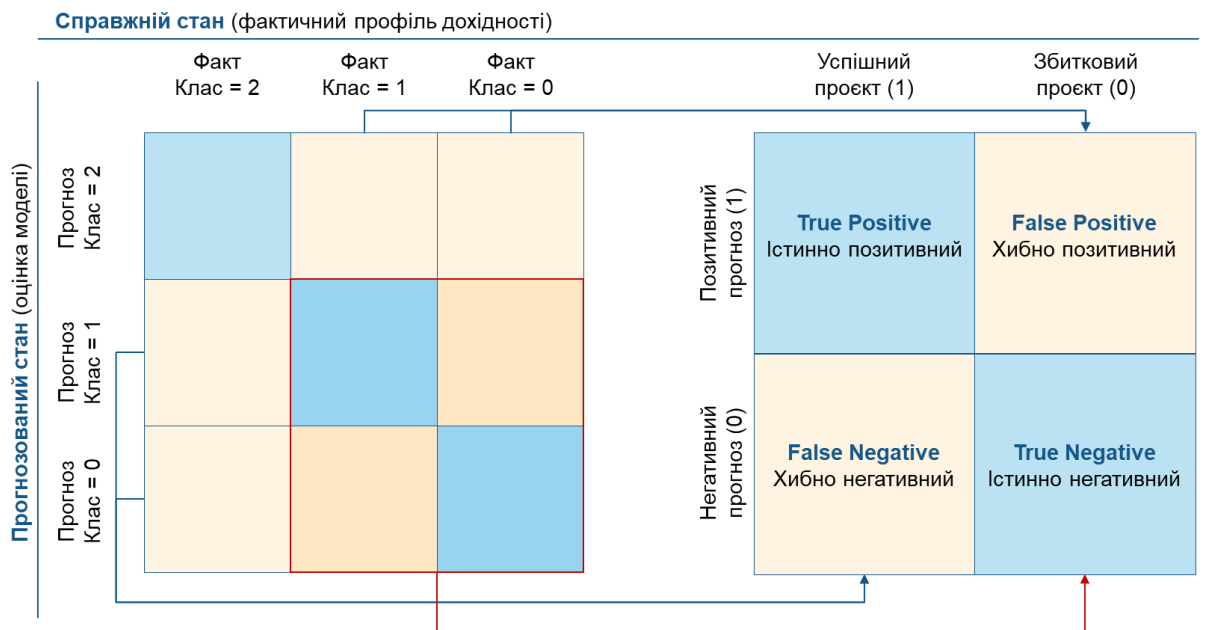 Справжній стан (фактичний профіль дохідності)
Факт
Клас = 2
Факт
Клас = 1
Факт
Клас = 0
Успішний
проєкт (1)
Збитковий
проєкт (0)
Прогнозований стан (оцінка моделі)
Прогноз
Клас = 2
Прогноз
Клас = 1
Прогноз
Клас = 0
Позитивний
прогноз (1)
True Positive
Істинно позитивний
False Positive
Хибно позитивний
Негативний
прогноз (0)
False Negative
Хибно негативний
True Negative
Істинно негативний